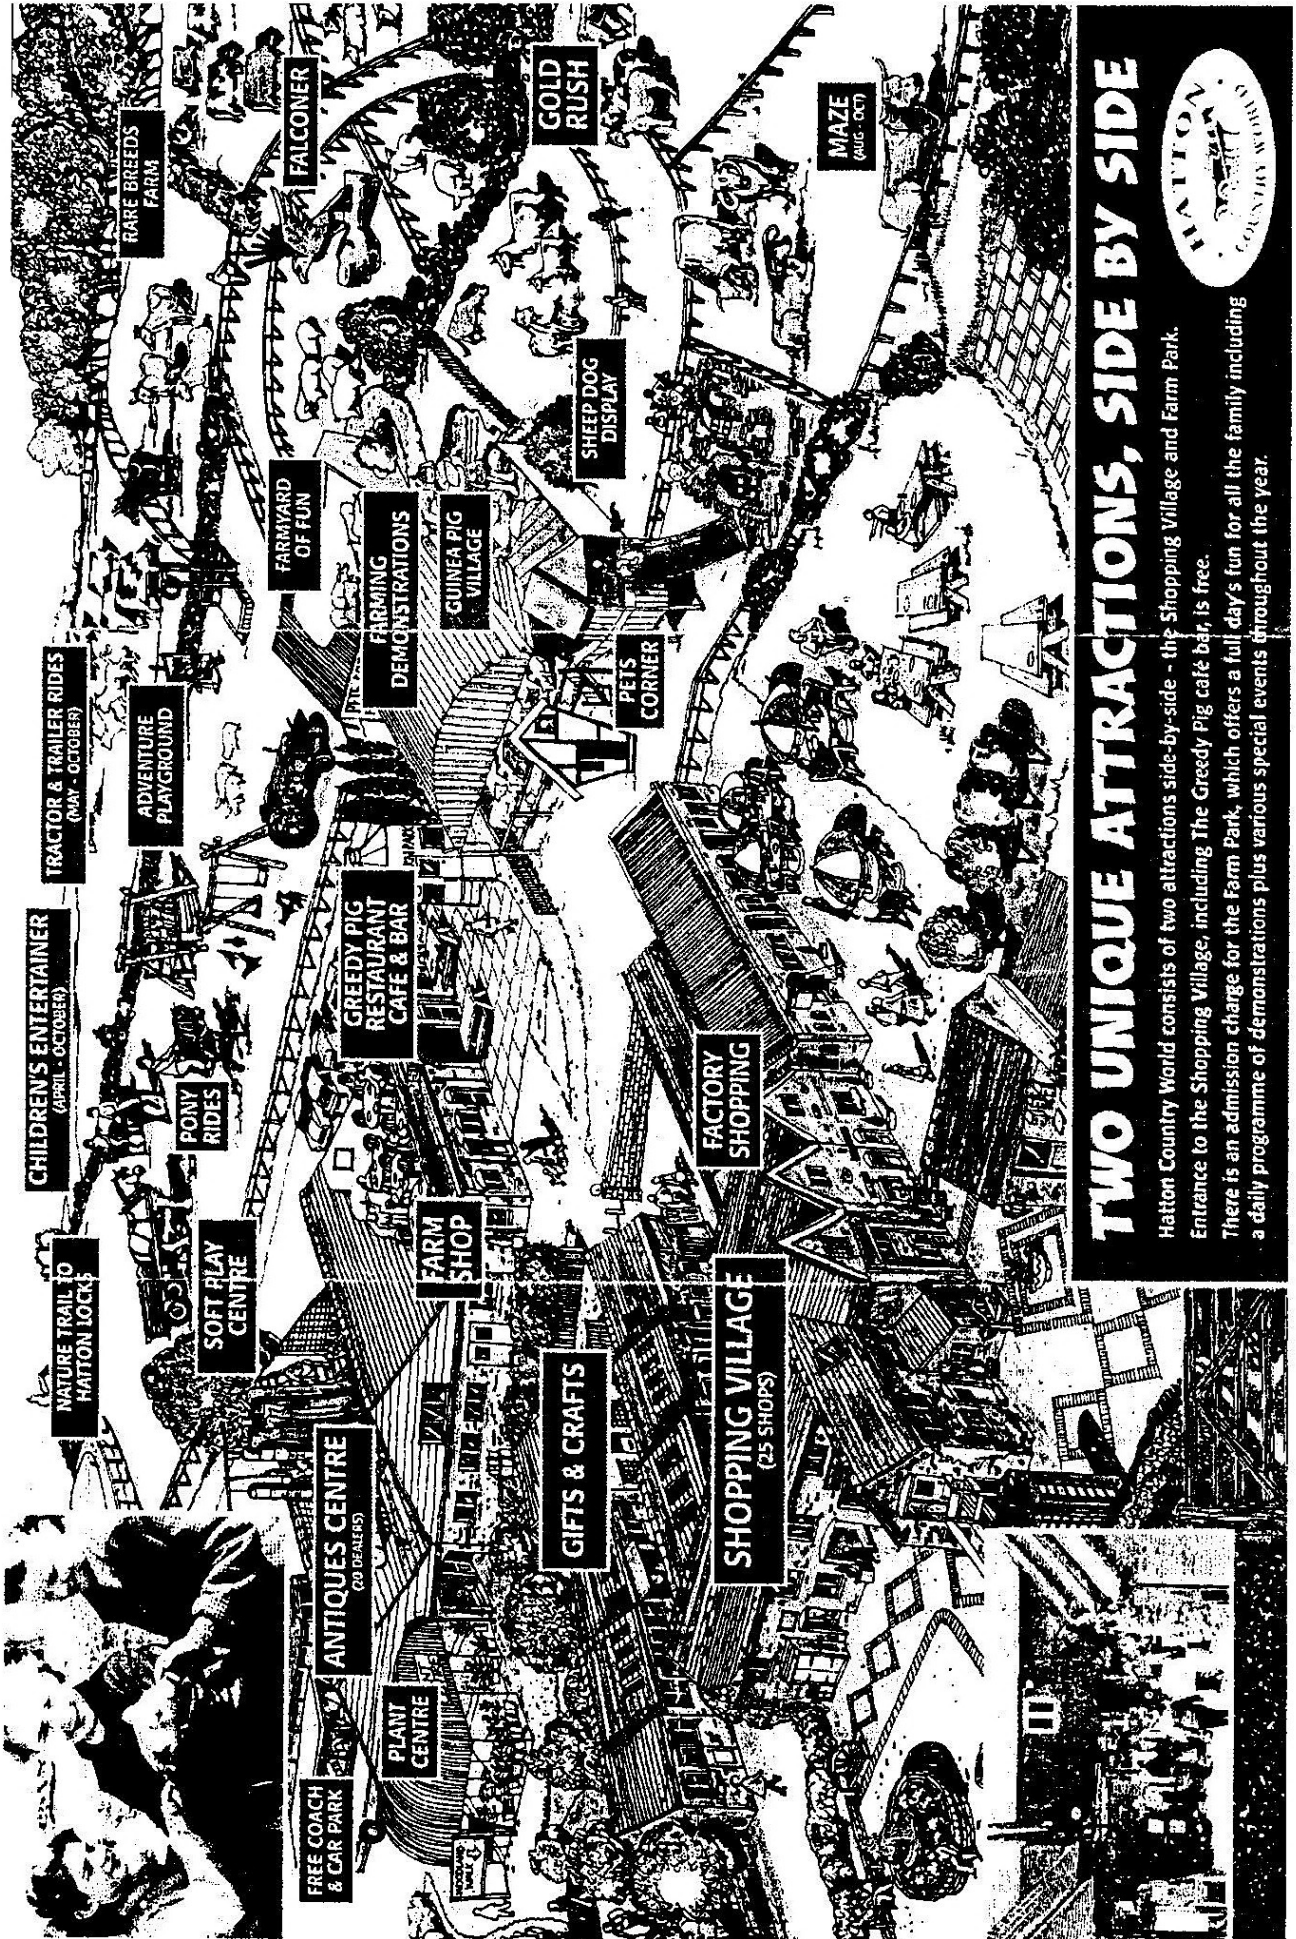 NATURE TRAIL TO
HATTON LOCKS
CHILDREN'S ENTERTAINER
(APRIL - OCTOBER)
TRACTOR & TRAILER RIDES
(MAY - OCTOBER)
RARE BREEDS
FARM
ADVENTURE
PLAYGROUND
PONY
RIDES
SOFT PLAY
CENTRE
FARMYARD
OF FUN
FALCONER
FREE COACH
& CAR PARK
ANTIQUES CENTRE
(20 DEALERS)
GREEDY PIG
RESTAURANT
CAFE & BAR
FARMING
DEMONSTRATIONS
PLANT
CENTRE
FARM
SHOP
GUINEA PIG
VILLAGE
GOLD
RUSH
GIFTS & CRAFTS
SHEEP DOG
DISPLAY
PETS
CORNER
FACTORY
SHOPPING
SHOPPING VILLAGE
(25 SHOPS)
MAZE
(AUG - OCT)
TWO UNIQUE ATTRACTIONS, SIDE BY SIDE
Hatton Country World consists of two attractions side-by-side - the Shopping Village and Farm Park.
Entrance to the Shopping Village, including The Greedy Pig cafe bar, is free.
There is an admission charge for the Farm Park, which offers a full day's fun for all the family including
a daily programme of demonstrations plus various special events throughout the year.
HATTON
COUNTRY WORLD